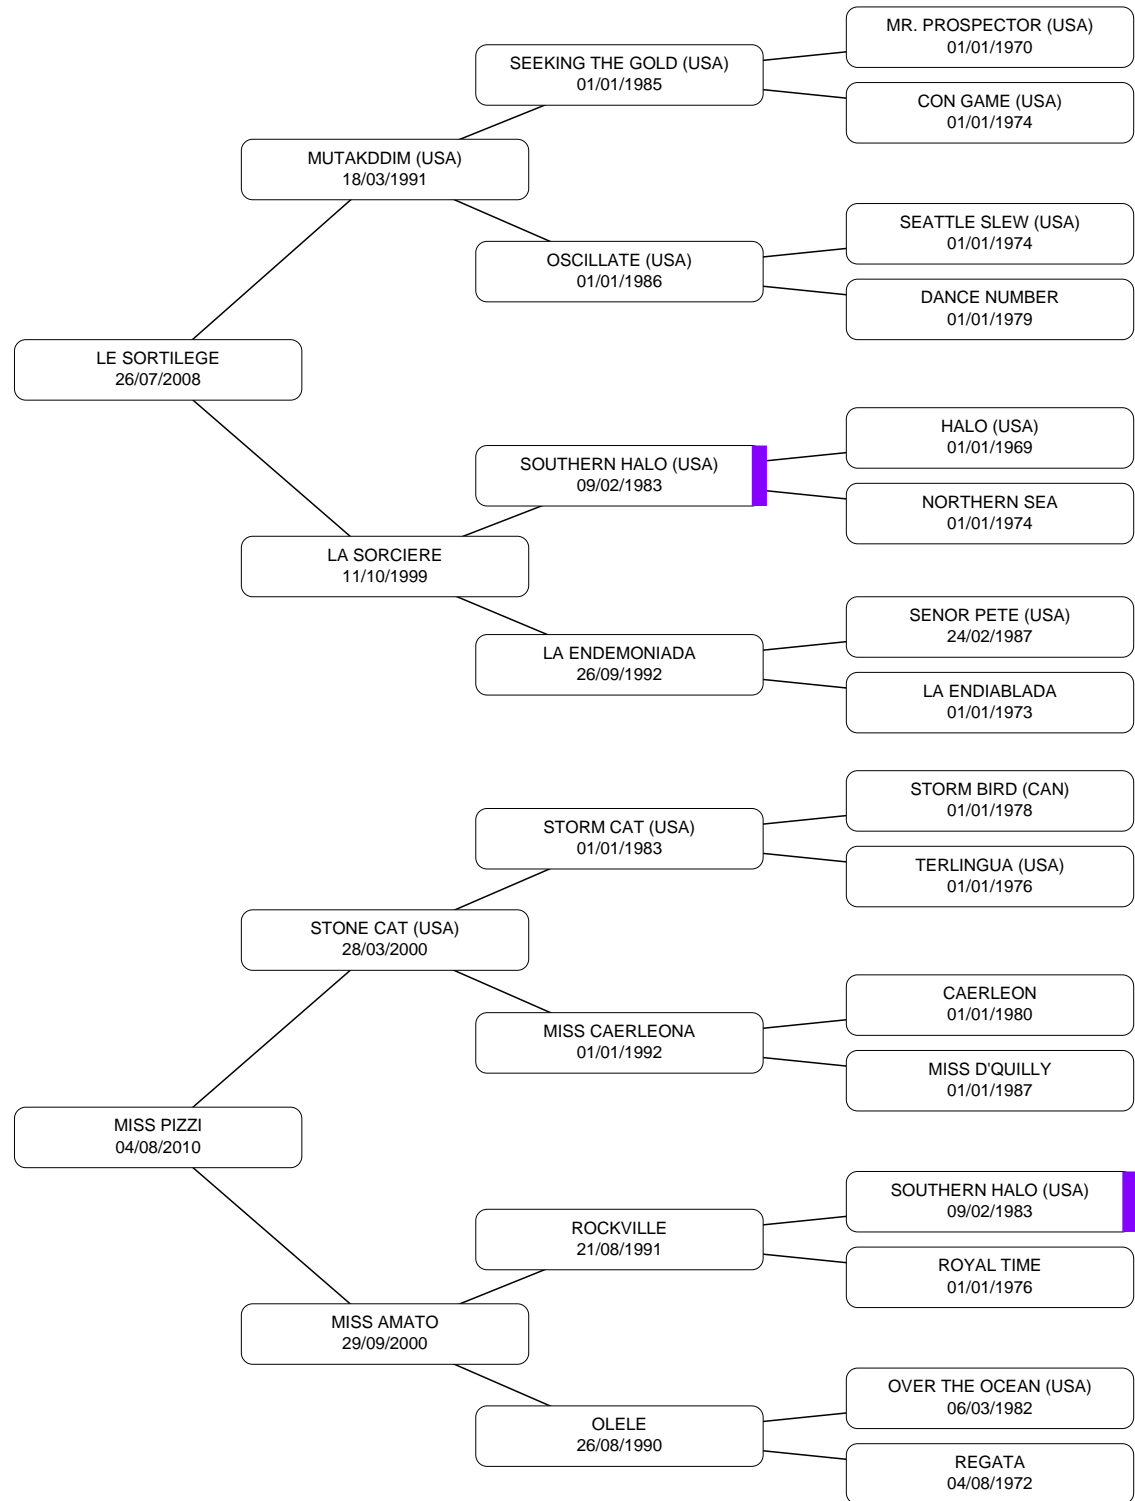 MR. PROSPECTOR (USA)
01/01/1970
SEEKING THE GOLD (USA)
01/01/1985
CON GAME (USA)
01/01/1974
MUTAKDDIM (USA)
18/03/1991
SEATTLE SLEW (USA)
01/01/1974
OSCILLATE (USA)
01/01/1986
DANCE NUMBER
01/01/1979
LE SORTILEGE
26/07/2008
HALO (USA)
01/01/1969
SOUTHERN HALO (USA)
09/02/1983
NORTHERN SEA
01/01/1974
LA SORCIERE
11/10/1999
SENOR PETE (USA)
24/02/1987
LA ENDEMONIADA
26/09/1992
LA ENDIABLADA
01/01/1973
STORM BIRD (CAN)
01/01/1978
STORM CAT (USA)
01/01/1983
TERLINGUA (USA)
01/01/1976
STONE CAT (USA)
28/03/2000
CAERLEON
01/01/1980
MISS CAERLEONA
01/01/1992
MISS D'QUILLY
01/01/1987
MISS PIZZI
04/08/2010
SOUTHERN HALO (USA)
09/02/1983
ROCKVILLE
21/08/1991
ROYAL TIME
01/01/1976
MISS AMATO
29/09/2000
OVER THE OCEAN (USA)
06/03/1982
OLELE
26/08/1990
REGATA
04/08/1972